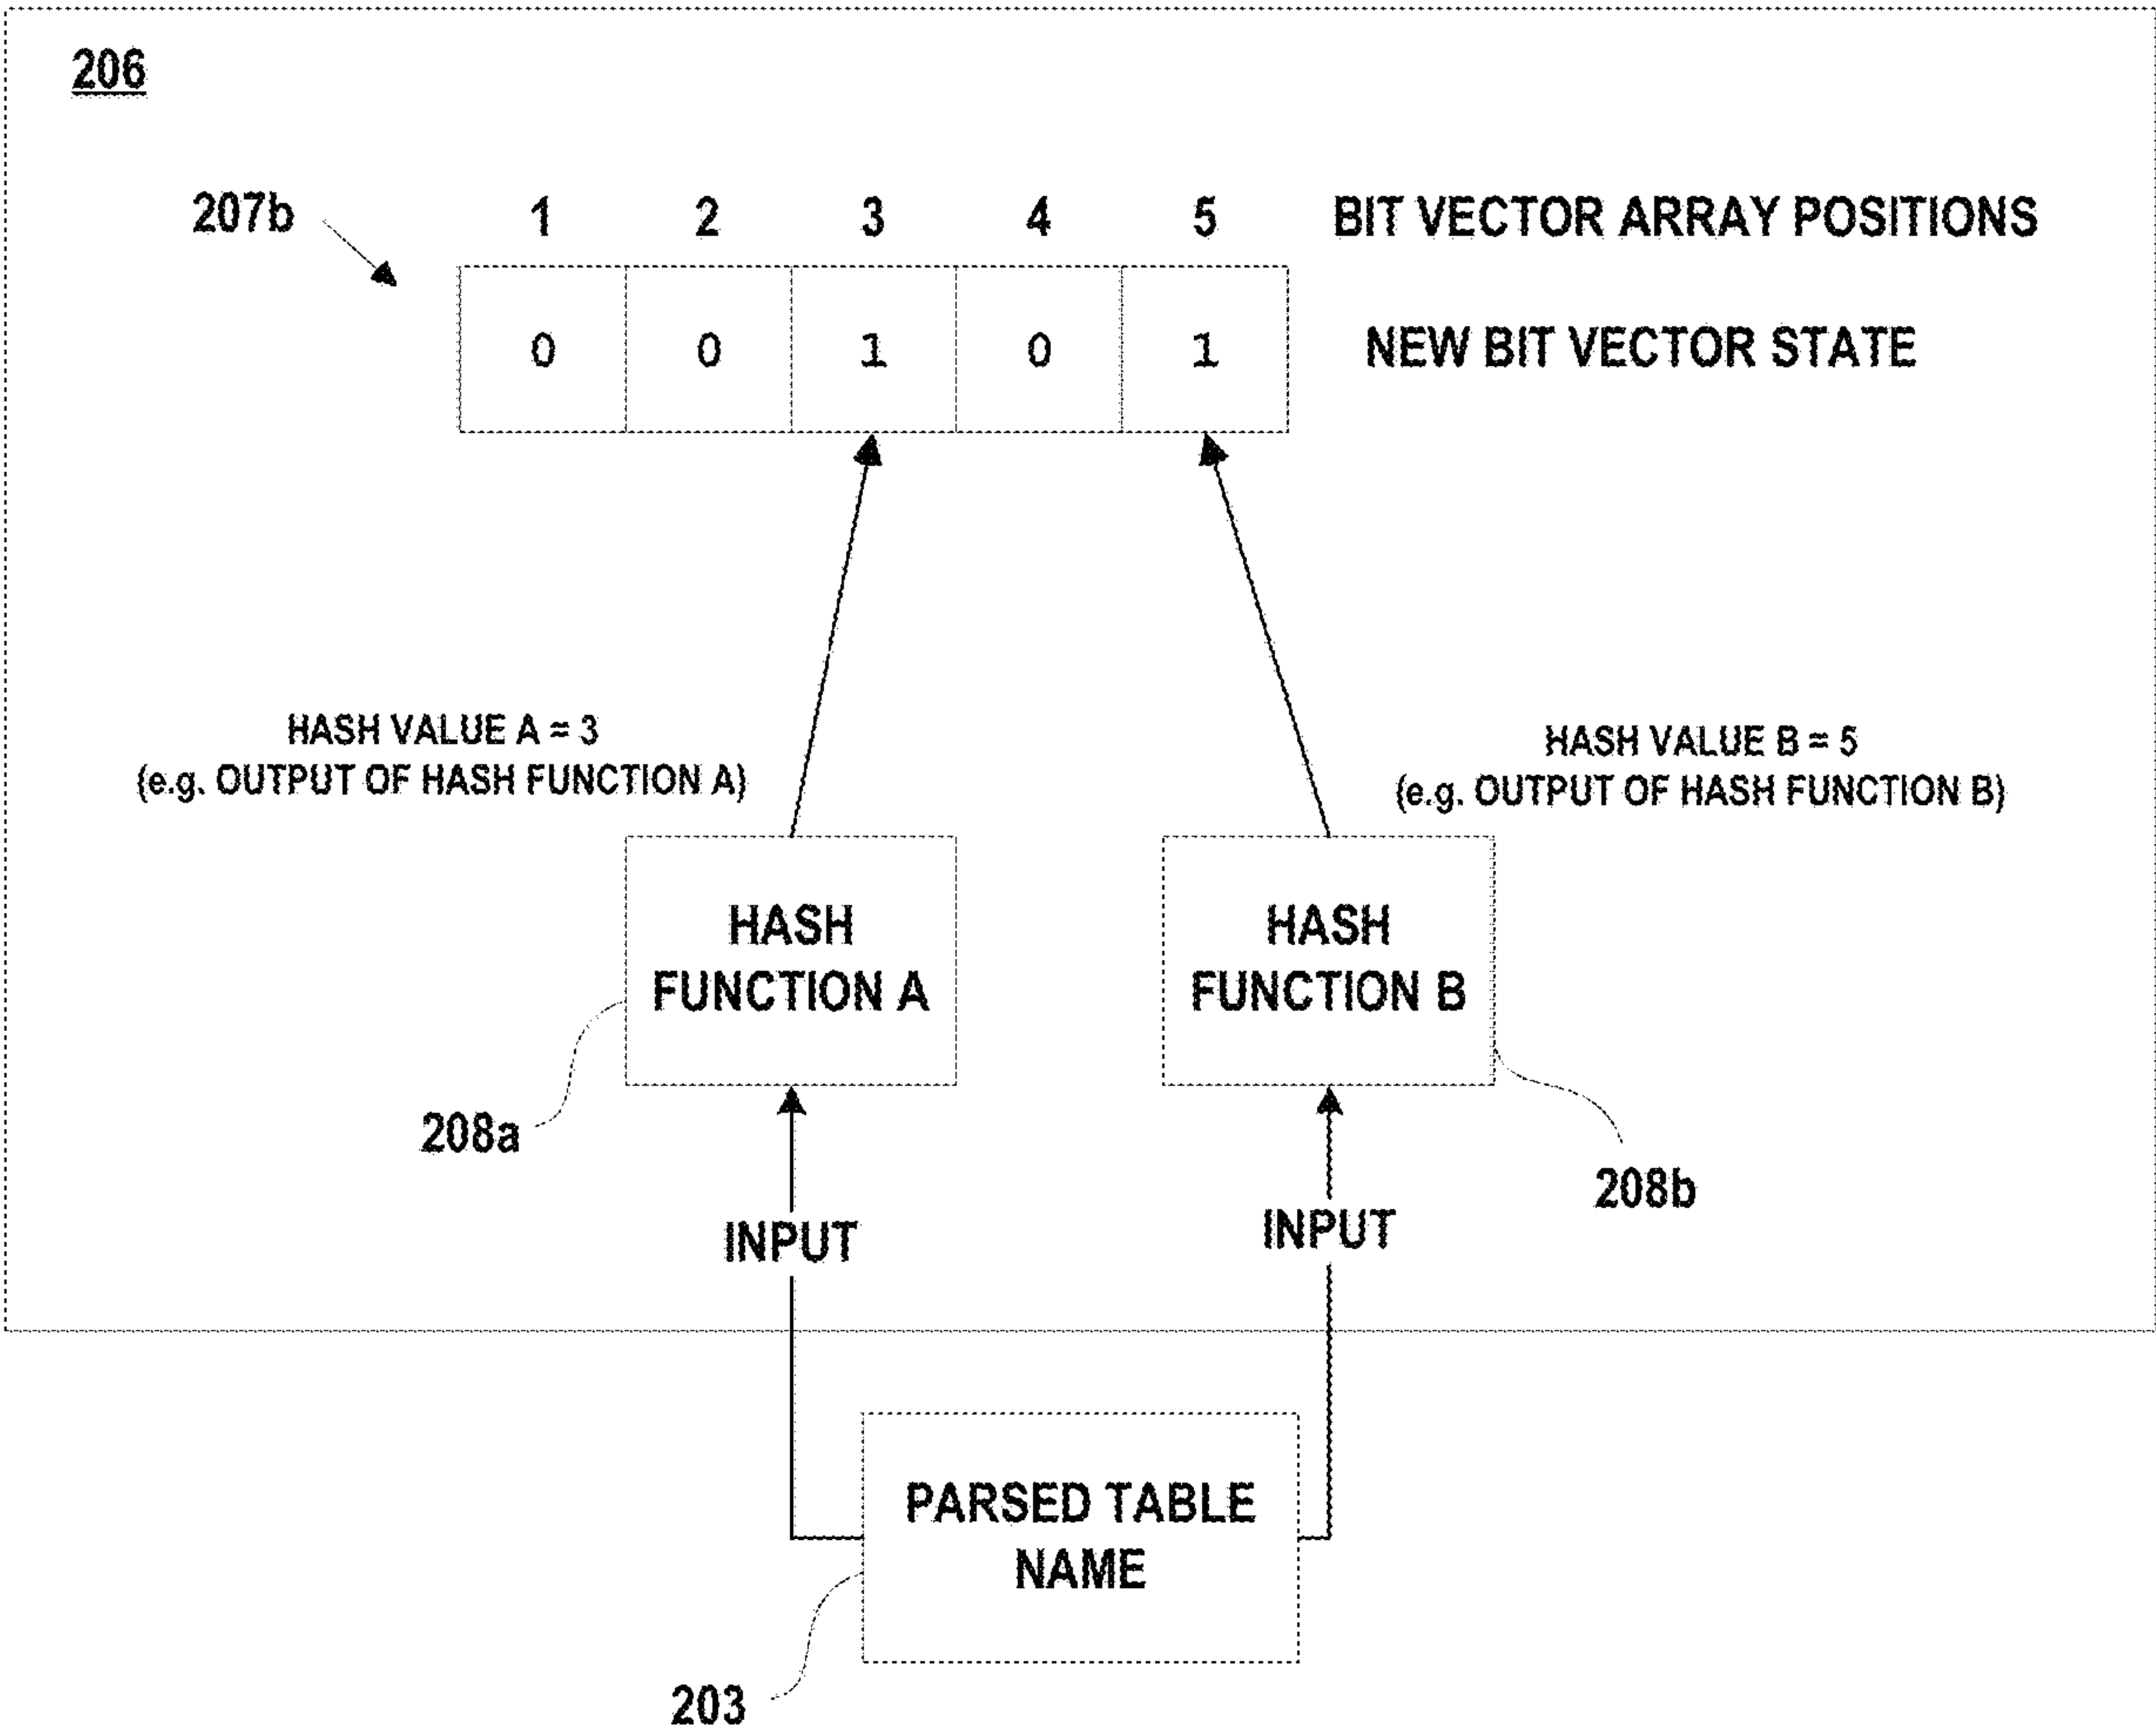 206
207b 1 2 3 4 5 BIT VECTOR ARRAY POSITIONS
0 0 1 0 1 NEW BIT VECTOR STATE
HASH VALUE A = 3
(e.g. OUTPUT OF HASH FUNCTION A)
HASH VALUE B = 5
(e.g. OUTPUT OF HASH FUNCTION B)
HASH
FUNCTION A
HASH
FUNCTION B
208a
208b
INPUT
INPUT
PARSED TABLE
NAME
203